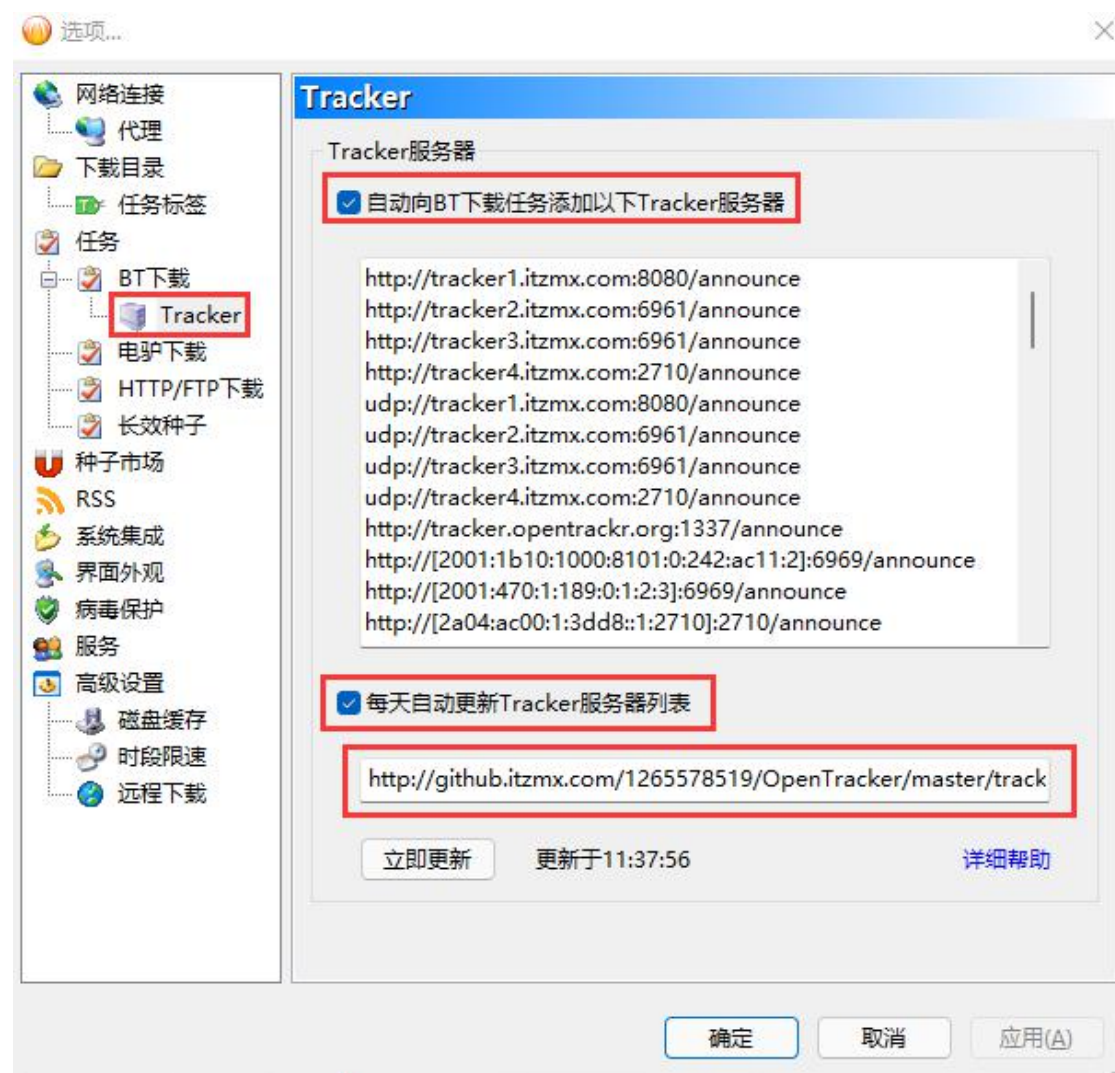 选项...
网络连接
代理
下载目录
任务标签
任务
BT下载
Tracker
电驴下载
HTTP/FTP下载
长效种子
种子市场
RSS
系统集成
界面外观
病毒保护
服务
高级设置
磁盘缓存
时段限速
远程下载
Tracker
Tracker服务器
自动向BT下载任务添加以下Tracker服务器
http://tracker1.itzmx.com:8080/announce
http://tracker2.itzmx.com:6961/announce
http://tracker3.itzmx.com:6961/announce
http://tracker4.itzmx.com:2710/announce
udp://tracker1.itzmx.com:8080/announce
udp://tracker2.itzmx.com:6961/announce
udp://tracker3.itzmx.com:6961/announce
udp://tracker4.itzmx.com:2710/announce
http://tracker.opentrackr.org:1337/announce
http://[2001:1b10:1000:8101:0:242:ac11:2]:6969/announce
http://[2001:470:1:189:0:1:2:3]:6969/announce
http://[2a04:ac00:1:3dd8::1:2710]:2710/announce
每天自动更新Tracker服务器列表
http://github.itzmx.com/1265578519/OpenTracker/master/track
立即更新 更新于11:37:56 详细帮助
确定 取消 应用(A)